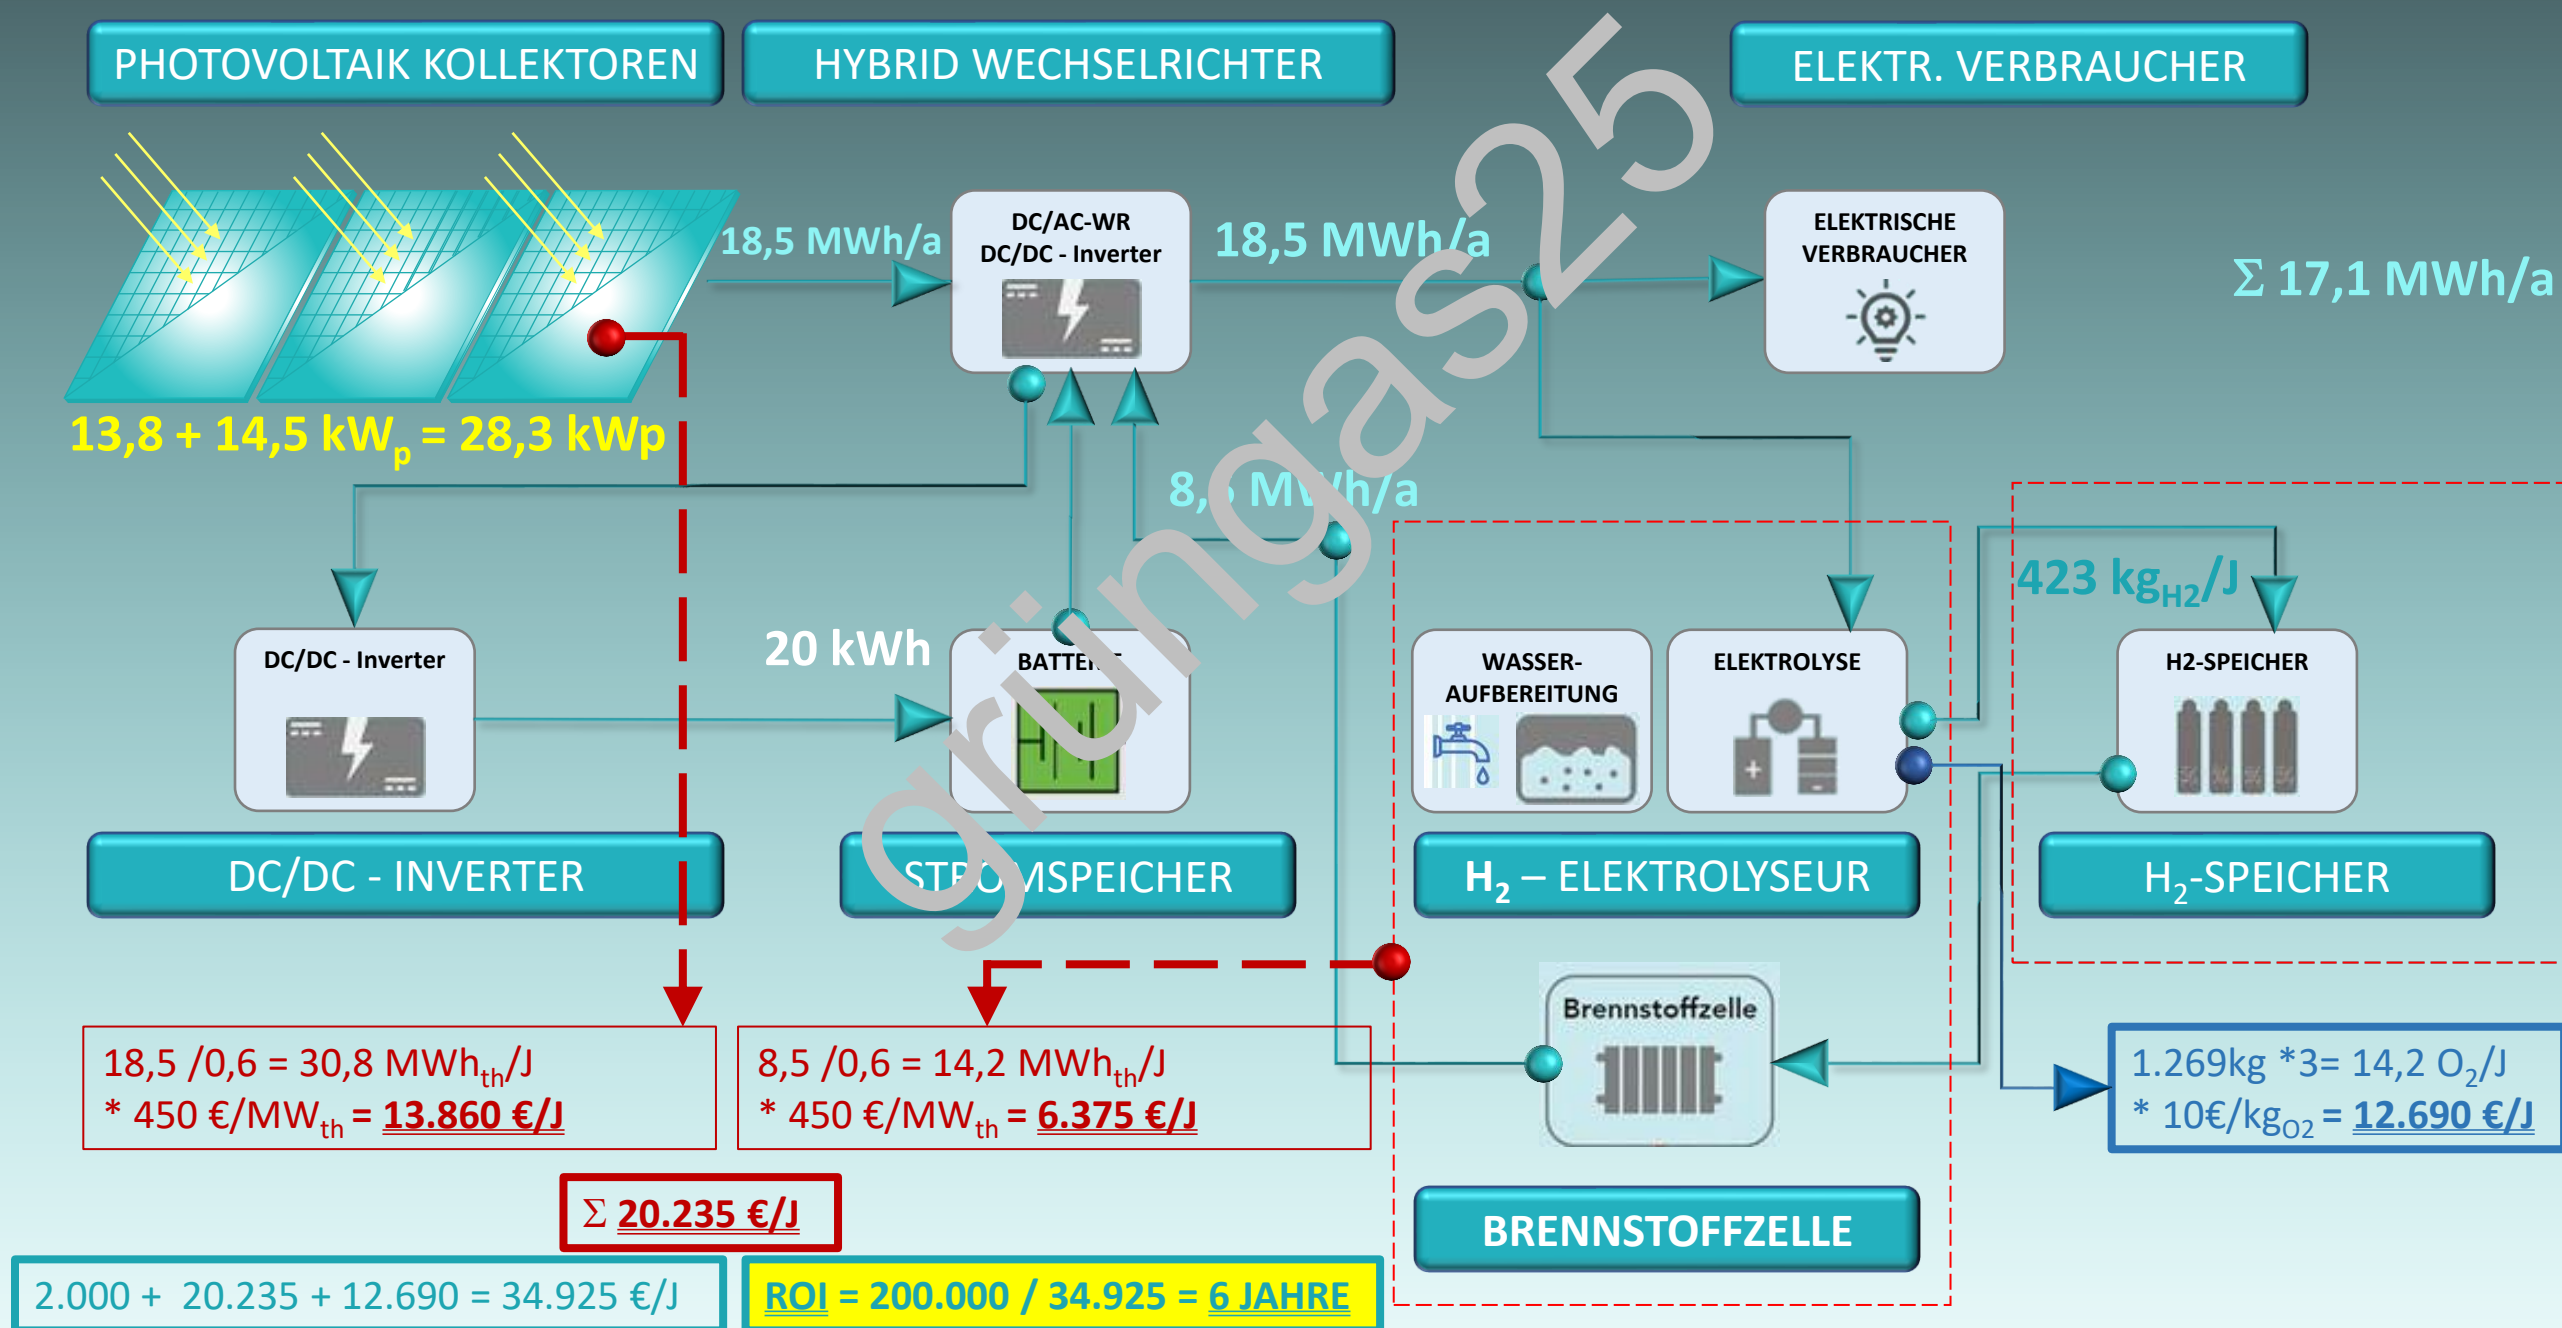 PHOTOVOLTAIK KOLLEKTOREN
HYBRID WECHSELRICHTER
ELEKTR. VERBRAUCHER
18,5 MWh/a
DC/AC-WR
DC/DC - Inverter
18,5 MWh/a
ELEKTRISCHE
VERBRAUCHER
Σ 17,1 MWh/a
13,8 + 14,5 kWp = 28,3 kWp
MWh/a
423 kgH2/J
DC/DC - Inverter
20 kWh
BATTERIE
WASSER-
AUFBEREITUNG
ELEKTROLYSE
H2-SPEICHER
DC/DC - INVERTER
STROMSPEICHER
H2 – ELEKTROLYSEUR
H2-SPEICHER
Brennstoffzelle
18,5 /0,6 = 30,8 MWhth/J
* 450 €/MWth = 13.860 €/J
8,5 /0,6 = 14,2 MWhth/J
* 450 €/MWth = 6.375 €/J
1.269kg *3= 14,2 O2/J
* 10€/kgO2 = 12.690 €/J
Σ 20.235 €/J
BRENNSTOFFZELLE
2.000 + 20.235 + 12.690 = 34.925 €/J
ROI = 200.000 / 34.925 = 6 JAHRE
grüngas25